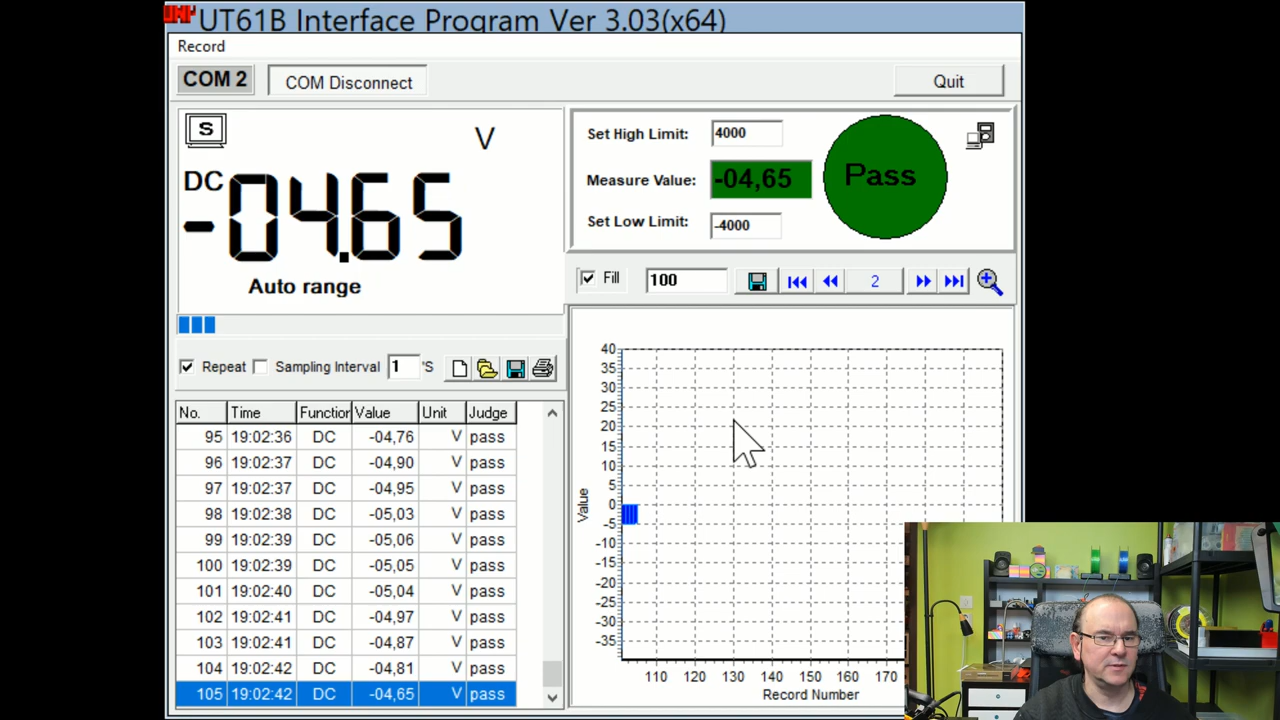 UT61B Interface Program Ver 3.03(x64)
Record
COM 2
COM Disconnect
Quit
S
V
DC
-04.65
Auto range
Set High Limit: 4000
Measure Value: -04,65
Set Low Limit: -4000
Pass
Fill 100 2
Repeat Sampling Interval 1 'S
No. Time Function Value Unit Judge
95 19:02:36 DC -04,76 V pass
96 19:02:37 DC -04,90 V pass
97 19:02:37 DC -04,95 V pass
98 19:02:38 DC -05,03 V pass
99 19:02:39 DC -05,06 V pass
100 19:02:39 DC -05,05 V pass
101 19:02:40 DC -05,04 V pass
102 19:02:41 DC -04,97 V pass
103 19:02:41 DC -04,87 V pass
104 19:02:42 DC -04,81 V pass
105 19:02:42 DC -04,65 V pass
Value
40
35
30
25
20
15
10
5
0
-5
-10
-15
-20
-25
-30
-35
110 120 130 140 150 160 170
Record Number